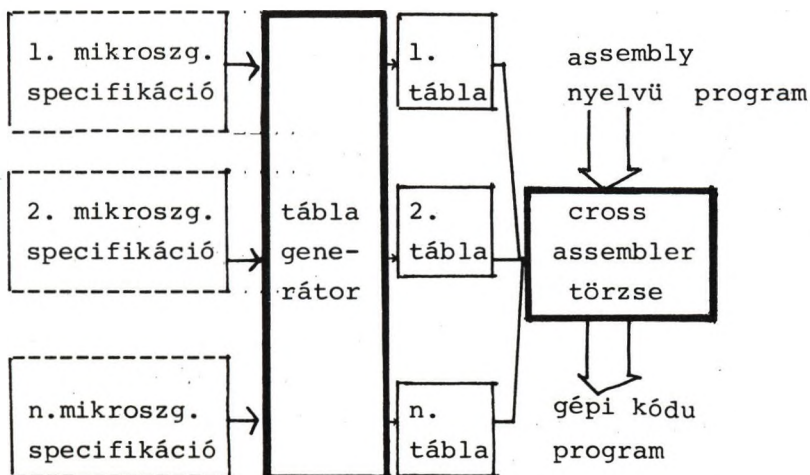 1. mikroszg.
specifikáció
2. mikroszg.
specifikáció
n.mikroszg.
specifikáció
tábla
gene-
rátor
1.
tábla
2.
tábla
n.
tábla
assembly
nyelvü program
cross
assembler
törzse
gépi kódu
program